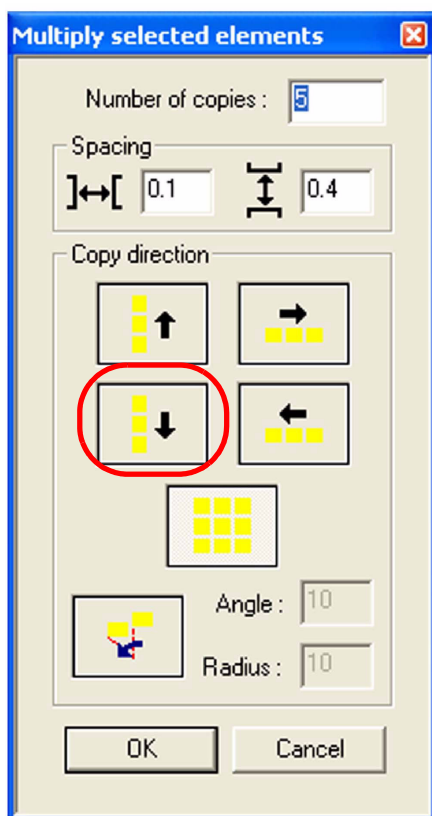 Multiply selected elements
Number of copies : 5
Spacing
0.1 0.4
Copy direction
Angle : 10
Radius : 10
OK Cancel